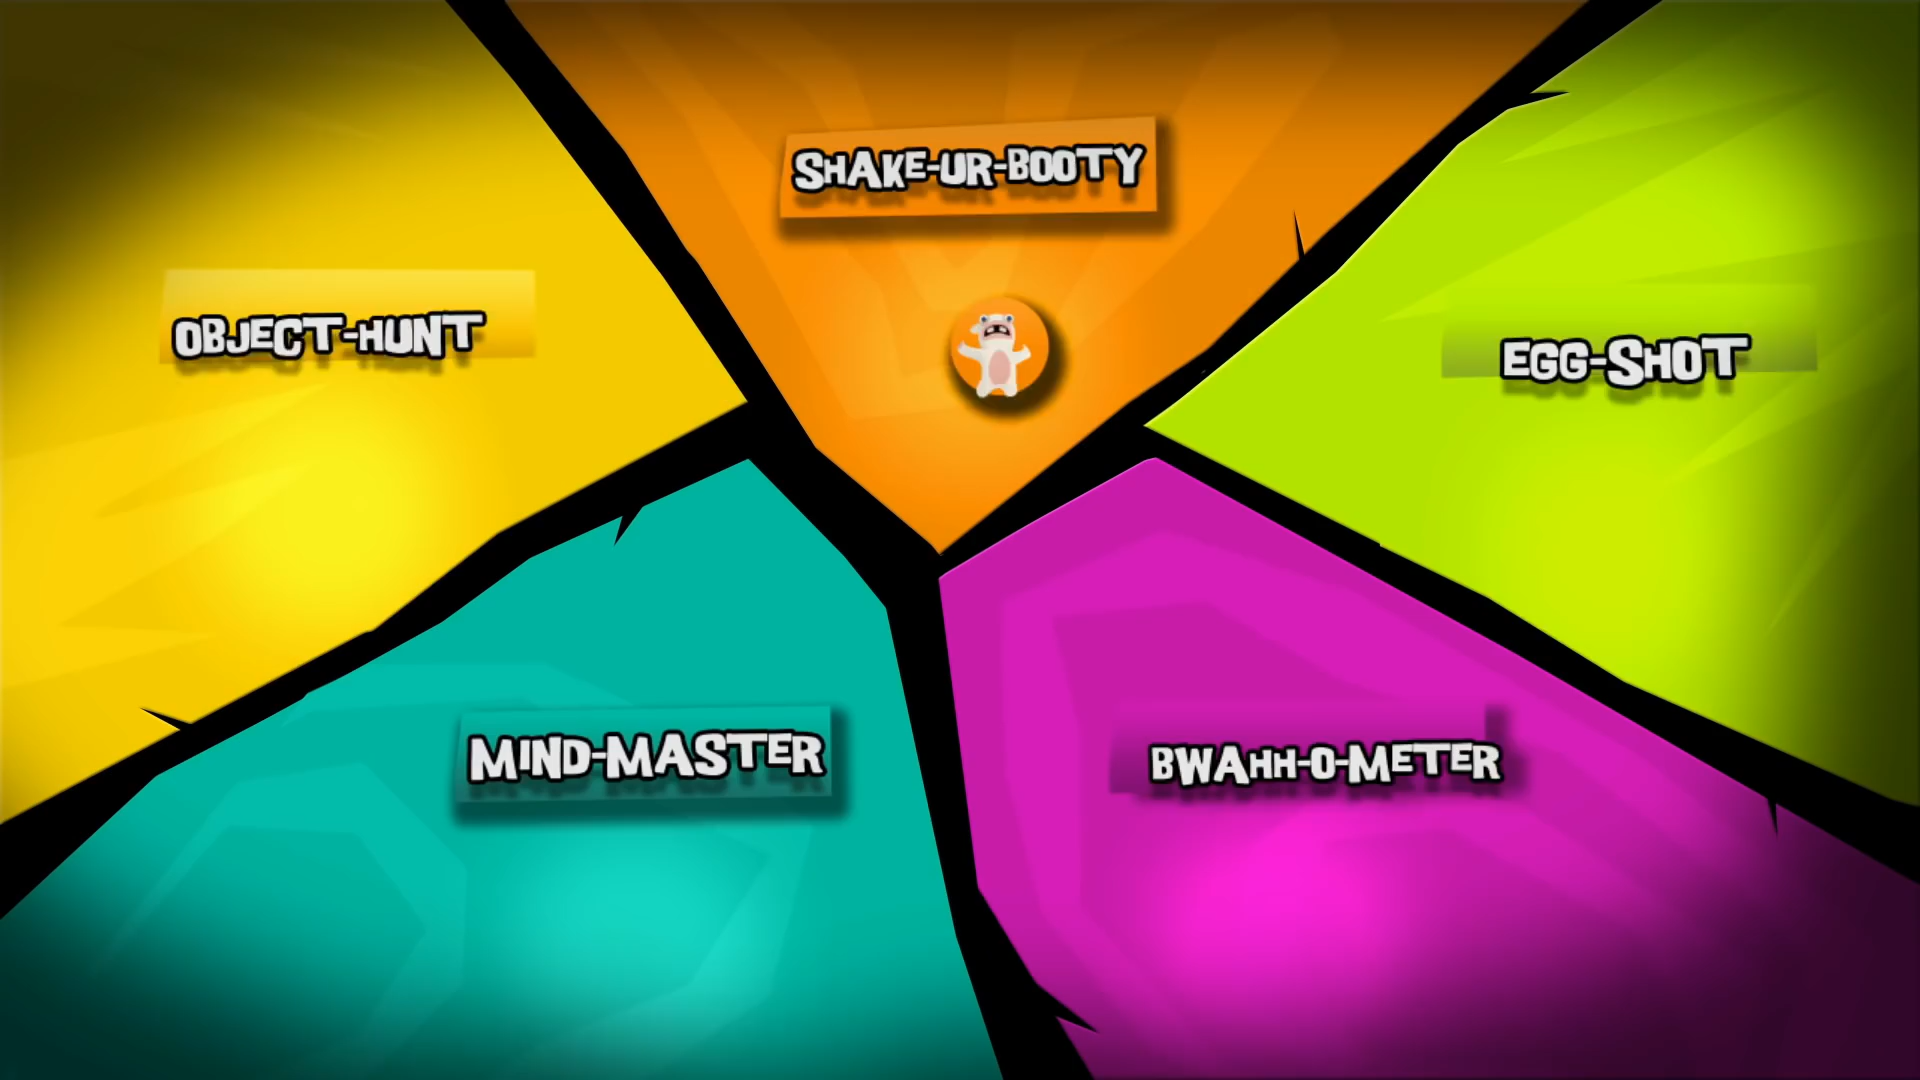 SHAKE-UR-BOOTY
OBJECT-HUNT
EGG-SHOT
MIND-MASTER
BWAHH-O-METER